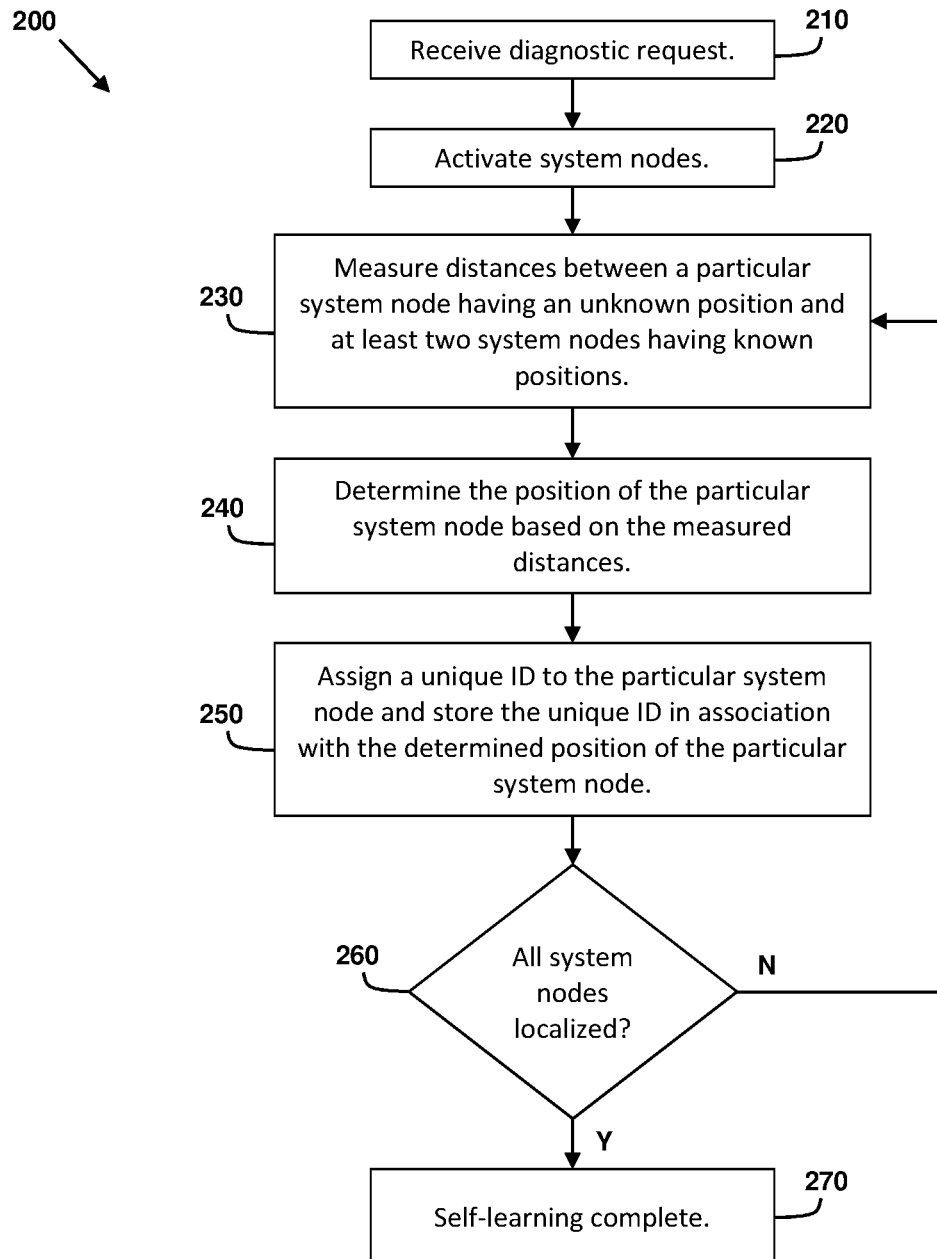 200
210
Receive diagnostic request.
220
Activate system nodes.
230
Measure distances between a particular
system node having an unknown position and
at least two system nodes having known
positions.
240
Determine the position of the particular
system node based on the measured
distances.
250
Assign a unique ID to the particular system
node and store the unique ID in association
with the determined position of the particular
system node.
260
All system
nodes
localized?
N
Y
270
Self-learning complete.